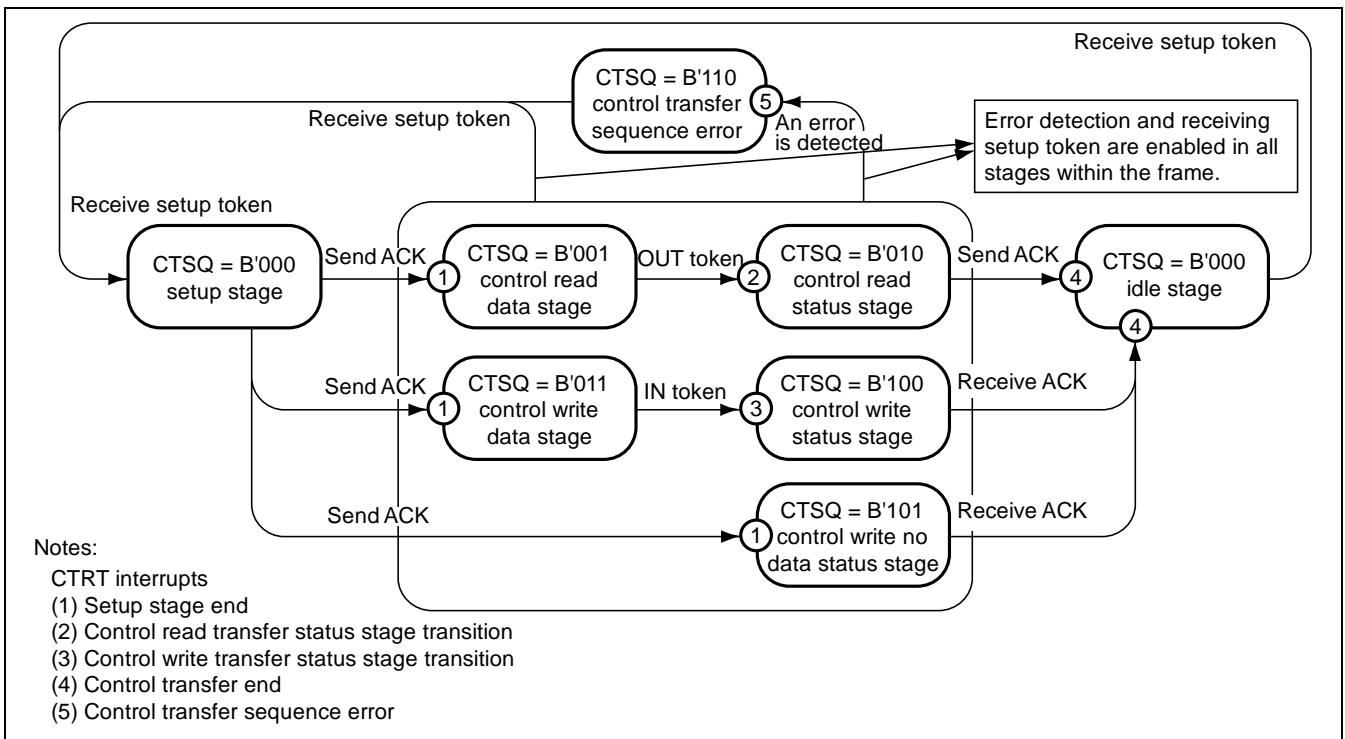 Receive setup token
CTSQ = B'110
control transfer
sequence error
5
Receive setup token
An error
is detected
Error detection and receiving
setup token are enabled in all
stages within the frame.
Receive setup token
CTSQ = B'000
setup stage
Send ACK
1
CTSQ = B'001
control read
data stage
OUT token
2
CTSQ = B'010
control read
status stage
Send ACK
4
CTSQ = B'000
idle stage
4
Send ACK
1
CTSQ = B'011
control write
data stage
IN token
3
CTSQ = B'100
control write
status stage
Receive ACK
Send ACK
1
CTSQ = B'101
control write no
data status stage
Receive ACK
Notes:
CTRT interrupts
(1) Setup stage end
(2) Control read transfer status stage transition
(3) Control write transfer status stage transition
(4) Control transfer end
(5) Control transfer sequence error